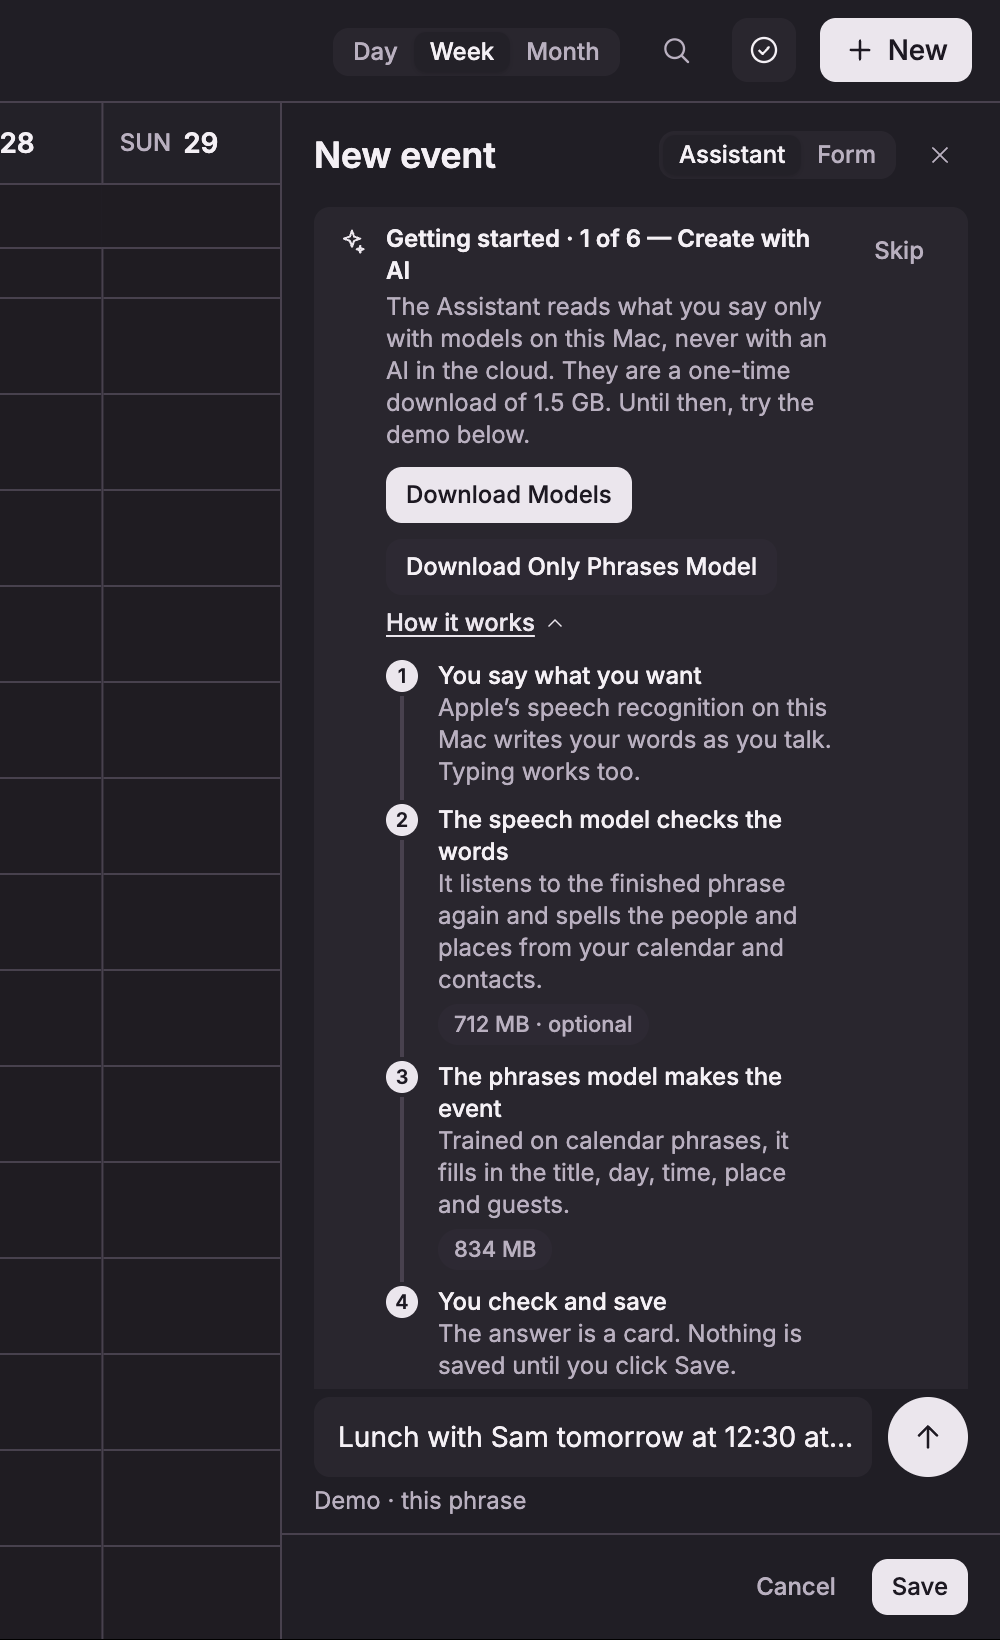 Day Week Month
New
28 SUN 29
New event Assistant Form
Getting started · 1 of 6 — Create with
AI
Skip
The Assistant reads what you say only
with models on this Mac, never with an
AI in the cloud. They are a one-time
download of 1.5 GB. Until then, try the
demo below.
Download Models
Download Only Phrases Model
How it works
1 You say what you want
Apple’s speech recognition on this
Mac writes your words as you talk.
Typing works too.
2 The speech model checks the
words
It listens to the finished phrase
again and spells the people and
places from your calendar and
contacts.
712 MB · optional
3 The phrases model makes the
event
Trained on calendar phrases, it
fills in the title, day, time, place
and guests.
834 MB
4 You check and save
The answer is a card. Nothing is
saved until you click Save.
Lunch with Sam tomorrow at 12:30 at...
Demo · this phrase
Cancel Save